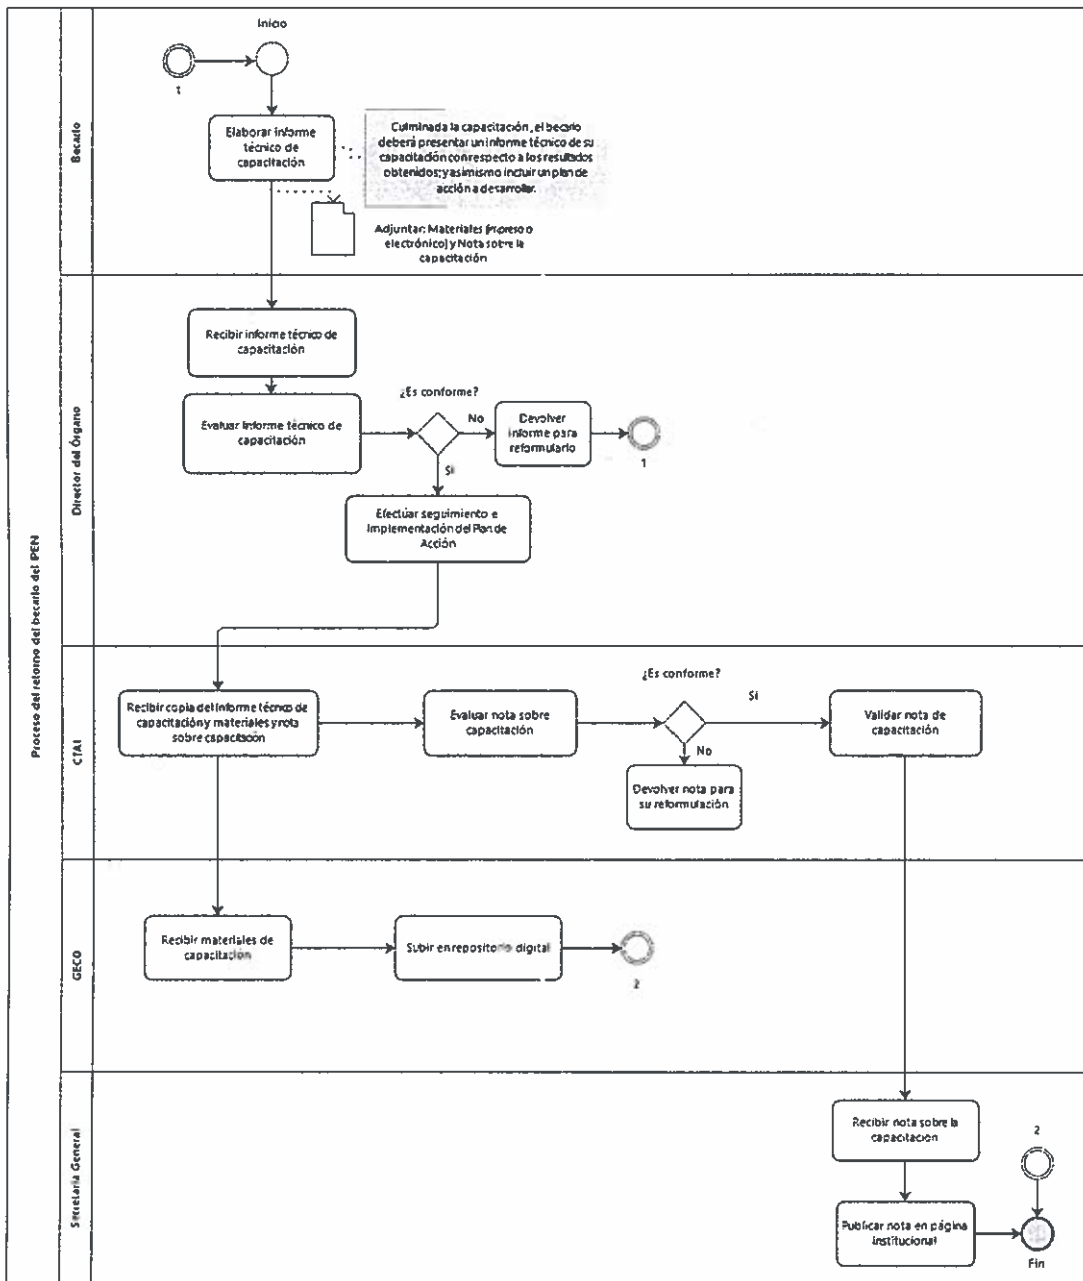 Proceso del retorno del becario del IPEN
Becario
Inicio
1
Elaborar informe
técnico de
capacitación
Culminada la capacitación, el becario
deberá presentar un informe técnico de su
capacitación con respecto a los resultados
obtenidos; y asimismo incluir un plan de
acción a desarrollar.
Adjuntar: Materiales (impreso o
electrónico) y Nota sobre la
capacitación
Director del Órgano
Recibir informe técnico de
capacitación
Evaluar informe técnico de
capacitación
¿Es conforme?
No
Devolver
informe para
reformularlo
1
Si
Efectúar seguimiento e
Implementación del Plan de
Acción
CTAI
Recibir copia del informe técnico de
capacitación y materiales y nota
sobre capacitación
Evaluar nota sobre
capacitación
¿Es conforme?
Si
No
Validar nota de
capacitación
Devolver nota para
su reformulación
GECO
Recibir materiales de
capacitación
Subir en repositorio digital
2
Secretaria General
Recibir nota sobre la
capacitacion
2
Publicar nota en página
institucional
Fin